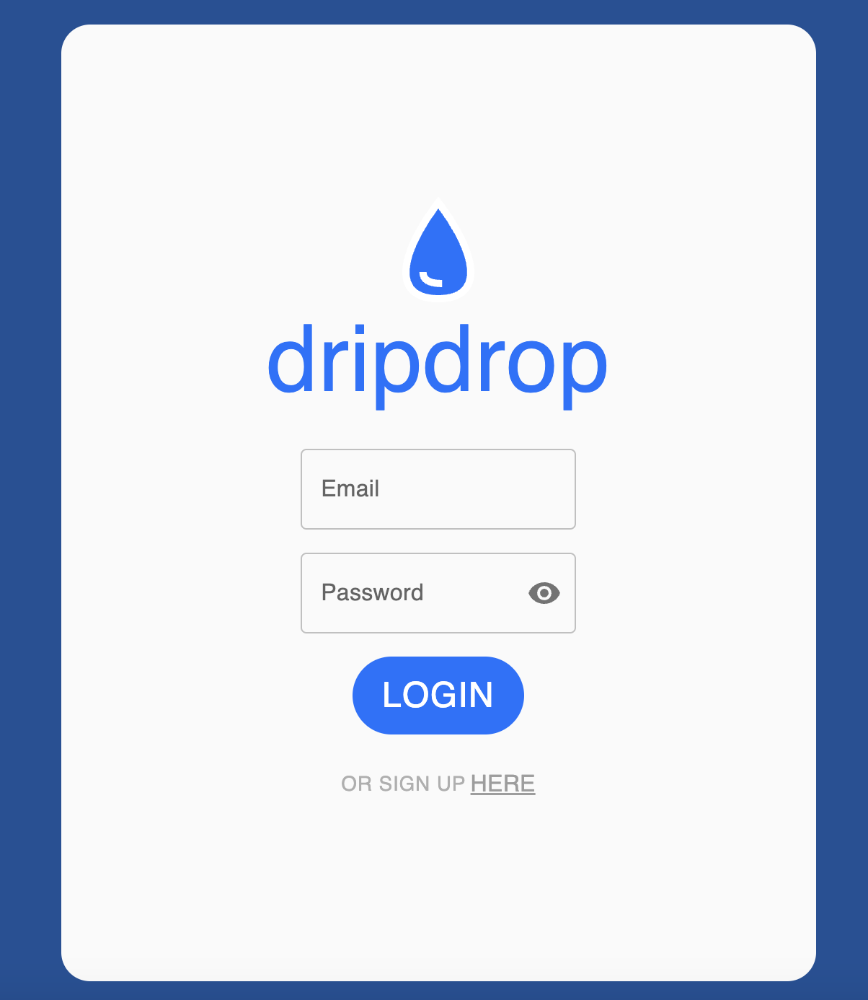 dripdrop
Email
Password
LOGIN
OR SIGN UP HERE